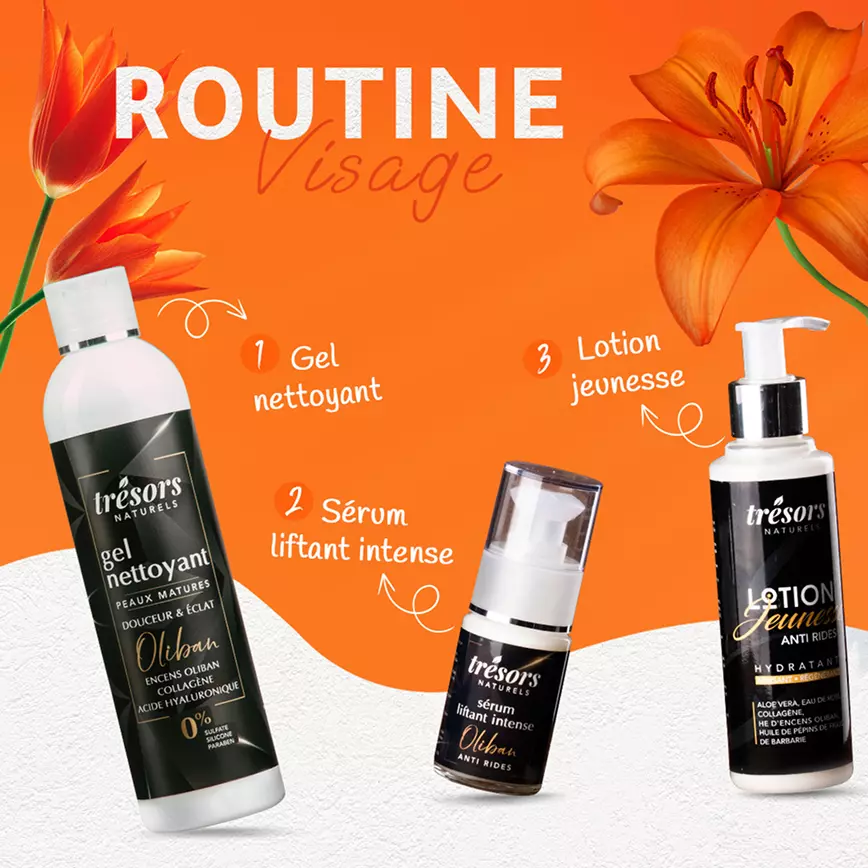 ROUTINE
Visage
1 Gel
nettoyant
2 Sérum
liftant intense
3 Lotion
jeunesse
trésors
NATURELS
gel
nettoyant
PEAUX MATURES
DOUCEUR & ÉCLAT
Oliban
ENCENS OLIBAN
COLLAGÈNE
ACIDE HYALURONIQUE
0% SULFATE
SILICONE
PARABEN
trésors
NATURELS
sérum
liftant intense
Oliban
ANTI RIDES
trésors
NATURELS
LOTION
Jeuness
ANTI RIDES
HYDRATANT
ALOE VERA, EAU DE
COLLAGÈNE,
HE D'ENCENS OLIBAN,
HUILE DE PÉPINS DE
DE BARBARIE